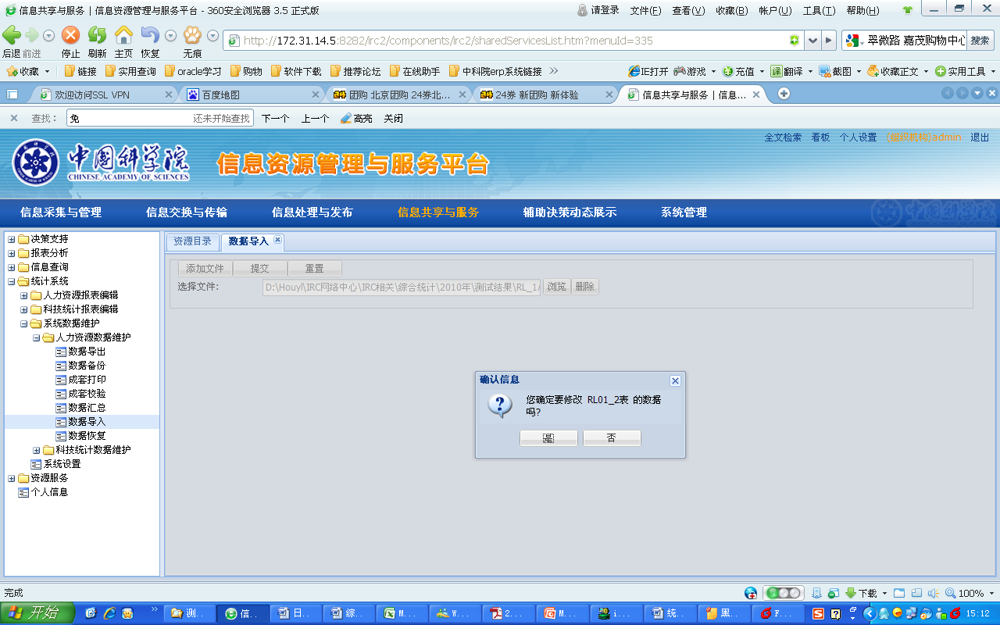 信息共享与服务 | 信息资源管理与服务平台 - 360安全浏览器 3.5 正式版
请登录 文件(F) 查看(V) 收藏(B) 帐户(U) 工具(T) 帮助(H)
http://172.31.14.5:8282/irc2/components/irc2/sharedServicesList.htm?menuId=335
翠微路 嘉茂购物中心 搜索
后退 前进 停止 刷新 主页 恢复 无痕
收藏 链接 实用查询 oracle学习 购物 软件下载 推荐论坛 在线助手 中科院erp系统链接 IE打开 游戏 充值 翻译 截图 收藏正文 实用工具
欢迎访问SSL VPN 百度地图 团购 北京团购 24券北... 24券 新团购 新体验 信息共享与服务 | 信息...
查找: 免 还未开始查找 下一个 上一个 高亮 关闭
全文检索 看板 个人设置 (组织机构)admin 退出
中国科学院
CHINESE ACADEMY OF SCIENCES
信息资源管理与服务平台
信息采集与管理 信息交换与传输 信息处理与发布 信息共享与服务 辅助决策动态展示 系统管理
中国科学院
决策支持
报表分析
信息查询
统计系统
人力资源报表编辑
科技统计报表编辑
系统数据维护
人力资源数据维护
数据导出
数据备份
成套打印
成套校验
数据汇总
数据导入
数据恢复
科技统计数据维护
系统设置
资源服务
个人信息
资源目录 数据导入
添加文件 提交 重置
选择文件: D:\Houyl\IRC网络中心\IRC相关\综合统计\2010年\测试结果\RL_1/ 浏览 删除
确认信息
您确定要修改 RL01_2表 的数据
吗?
是 否
完成
下载 100%
开始 测.. 信.. 日.. 综.. M... W... 2... M... i... 统.. 黑.. F... 15:12